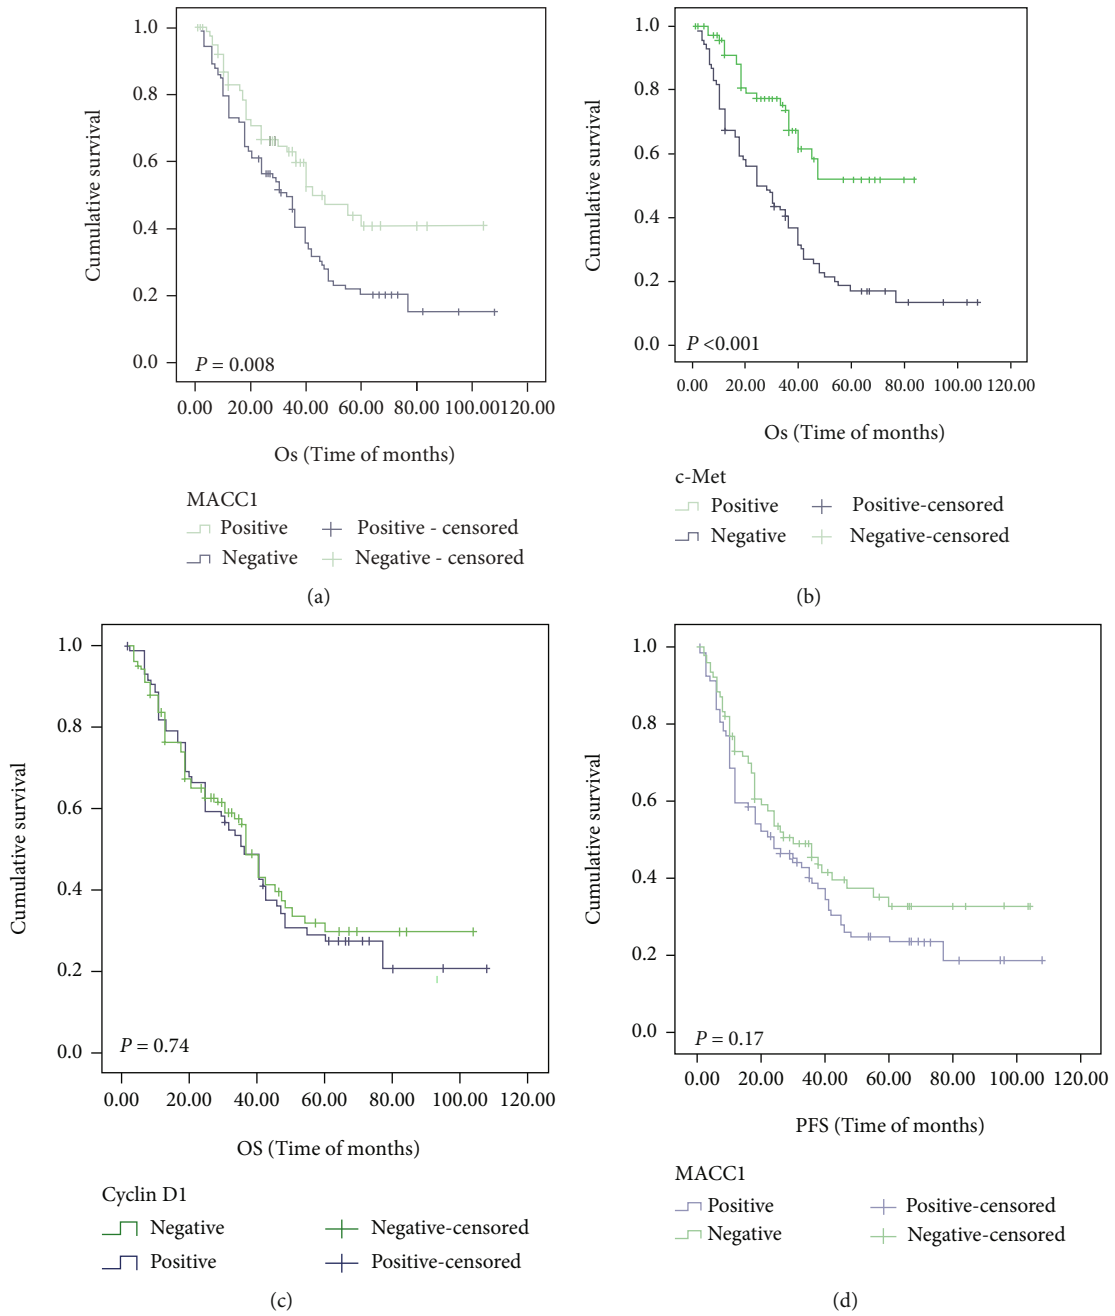 1.0
0.8
0.6
0.4
0.2
0.0
Cumulative survival
P = 0.008
0.00 20.00 40.00 60.00 80.00 100.00120.00
Os (Time of months)
MACC1
Positive Positive - censored
Negative Negative - censored
(a)
1.0
0.8
0.6
0.4
0.2
0.0
Cumulative survival
P <0.001
0.00 20.00 40.00 60.00 80.00 100.00 120.00
Os (Time of months)
c-Met
Positive Positive-censored
Negative Negative-censored
(b)
1.0
0.8
0.6
0.4
0.2
0.0
Cumulative survival
P = 0.74
0.00 20.00 40.00 60.00 80.00 100.00 120.00
OS (Time of months)
Cyclin D1
Negative Negative-censored
Positive Positive-censored
(c)
1.0
0.8
0.6
0.4
0.2
0.0
Cumulative survival
P = 0.17
0.00 20.00 40.00 60.00 80.00 100.00 120.00
PFS (Time of months)
MACC1
Positive Positive-censored
Negative Negative-censored
(d)